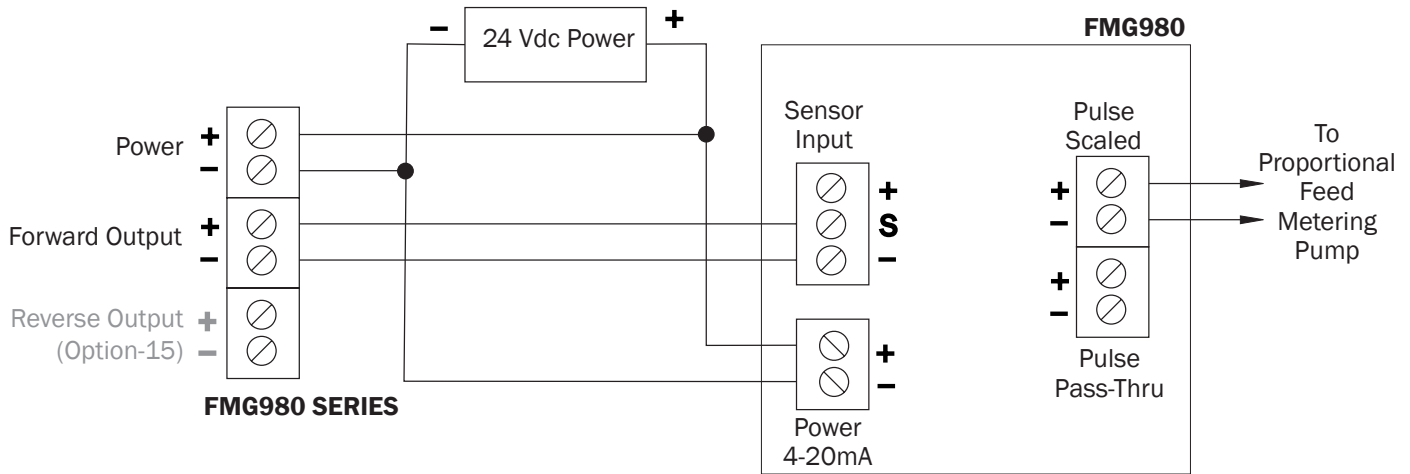 − 24 Vdc Power +
FMG980
Power + −
Forward Output + −
Reverse Output + −
(Option-15)
FMG980 SERIES
Sensor
Input
+
S
−
+
−
Power
4-20mA
Pulse
Scaled
+
−
+
−
Pulse
Pass-Thru
To
Proportional
Feed
Metering
Pump